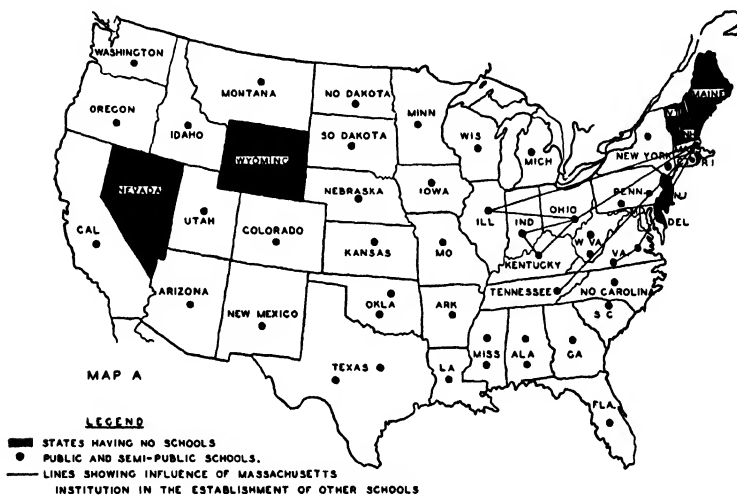 WASHINGTON
MONTANA
NO DAKOTA
MINN
OREGON
IDAHO
WYOMING
SO DAKOTA
WIS
MICH
NEW YORK
VT
MAINE
R I
NEVADA
UTAH
COLORADO
NEBRASKA
IOWA
ILL
IND
OHIO
PENN.
NJ
DEL
CAL
KANSAS
MO
KENTUCKY
W VA
VA.
ARIZONA
NEW MEXICO
OKLA
ARK
TENNESSEE
NO CAROLINA
S C
TEXAS
LA
MISS
ALA
GA
FLA.
MAP A
LEGEND
STATES HAVING NO SCHOOLS
PUBLIC AND SEMI-PUBLIC SCHOOLS.
LINES SHOWING INFLUENCE OF MASSACHUSETTS
INSTITUTION IN THE ESTABLISHMENT OF OTHER SCHOOLS